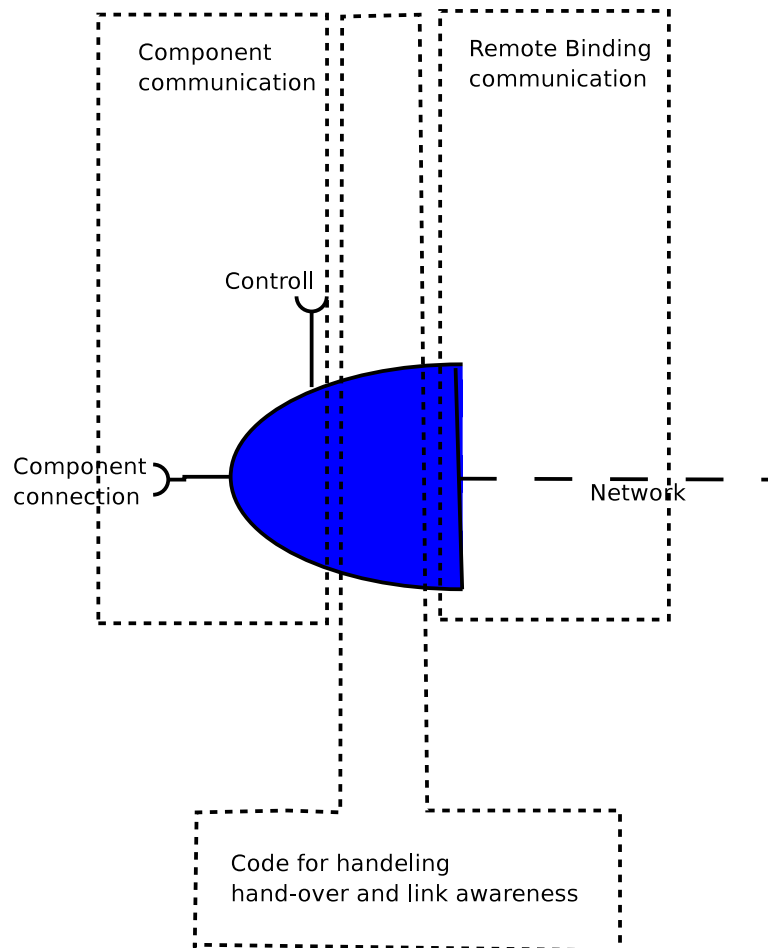 Component
communication
Remote Binding
communication
Controll
Component
connection
Network
Code for handeling
hand-over and link awareness